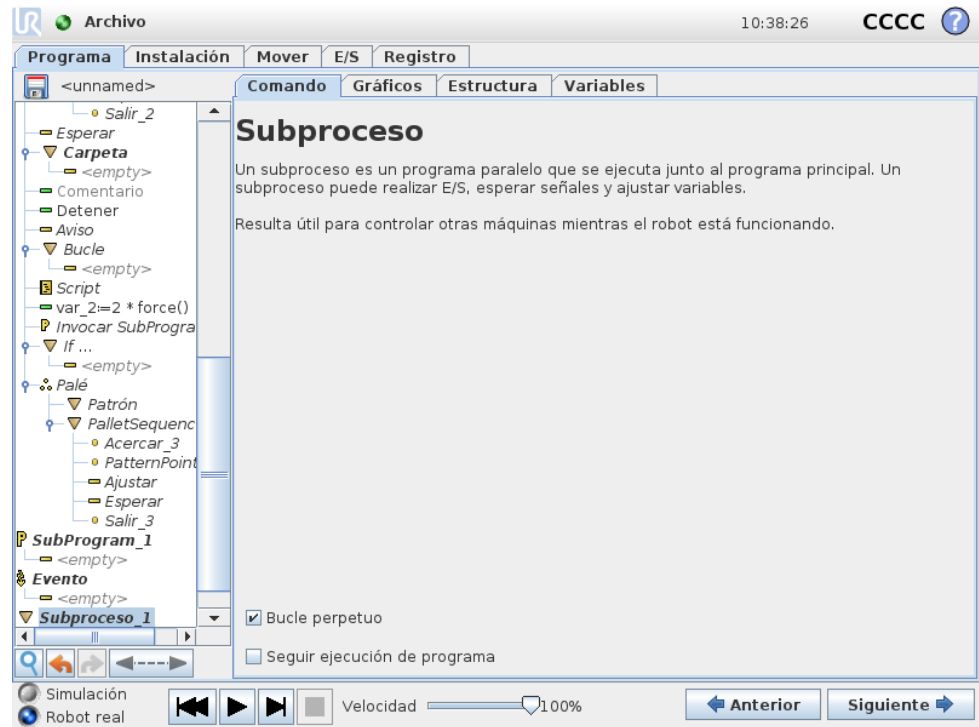 UR Archivo 10:38:26 CCCC ?
Programa Instalación Mover E/S Registro
<unnamed>
Comando Gráficos Estructura Variables
Salir_2
Esperar
Carpeta
<empty>
Comentario
Detener
Aviso
Bucle
<empty>
Script
var_2:=2 * force()
P Invocar SubProgra
If ...
<empty>
Palé
Patrón
PalletSequenc
Acercar_3
PatternPoint
Ajustar
Esperar
Salir_3
P SubProgram_1
<empty>
Evento
<empty>
Subproceso_1
Subproceso
Un subproceso es un programa paralelo que se ejecuta junto al programa principal. Un
subproceso puede realizar E/S, esperar señales y ajustar variables.
Resulta útil para controlar otras máquinas mientras el robot está funcionando.
Bucle perpetuo
Seguir ejecución de programa
Simulación
Robot real
Velocidad 100%
Anterior Siguiente